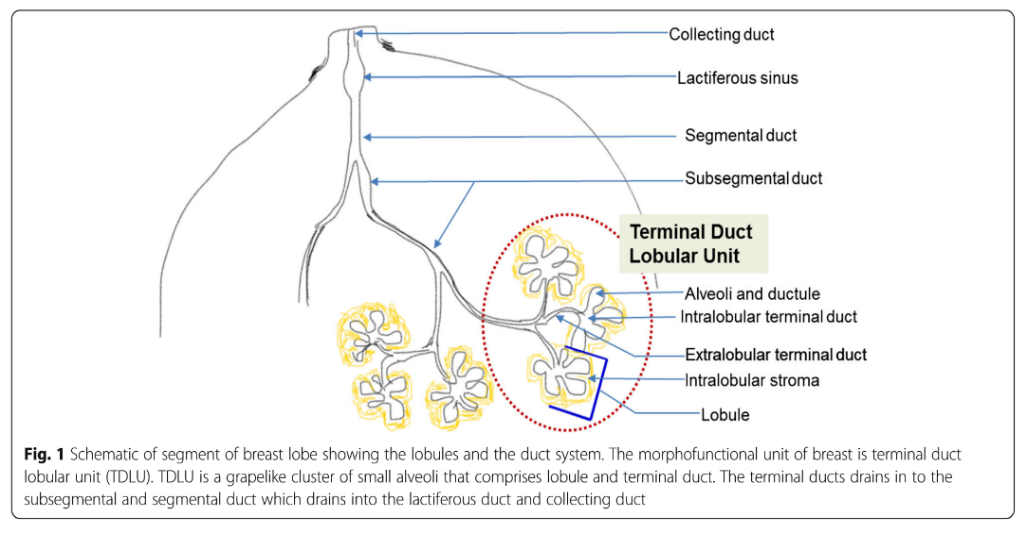 Collecting duct
Lactiferous sinus
Segmental duct
Subsegmental duct
Terminal Duct
Lobular Unit
Alveoli and ductule
Intralobular terminal duct
Extralobular terminal duct
Intralobular stroma
Lobule
Fig. 1 Schematic of segment of breast lobe showing the lobules and the duct system. The morphofunctional unit of breast is terminal duct
lobular unit (TDLU). TDLU is a grapelike cluster of small alveoli that comprises lobule and terminal duct. The terminal ducts drains in to the
subsegmental and segmental duct which drains into the lactiferous duct and collecting duct